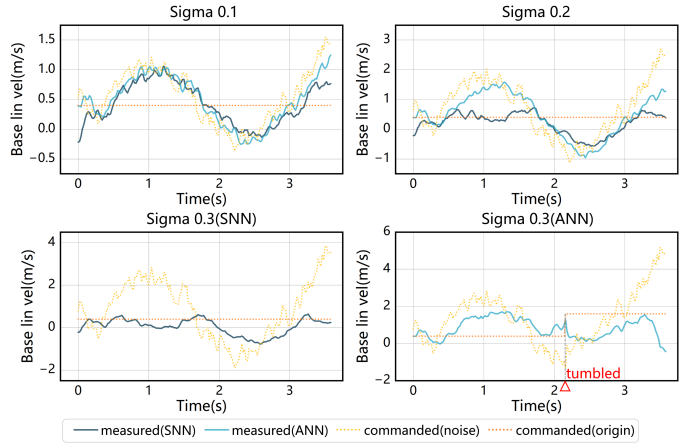 Sigma 0.1
Sigma 0.2
Base lin vel(m/s)
1.5
1.0
0.5
0.0
−0.5
0
1
2
3
Time(s)
Base lin vel(m/s)
3
2
1
0
−1
0
1
2
3
Time(s)
Sigma 0.3(SNN)
Sigma 0.3(ANN)
Base lin vel(m/s)
4
2
0
−2
0
1
2
3
Time(s)
Base lin vel(m/s)
6
4
2
0
−2
tumbled
0
1
2
3
Time(s)
measured(SNN) measured(ANN) commanded(noise) commanded(origin)